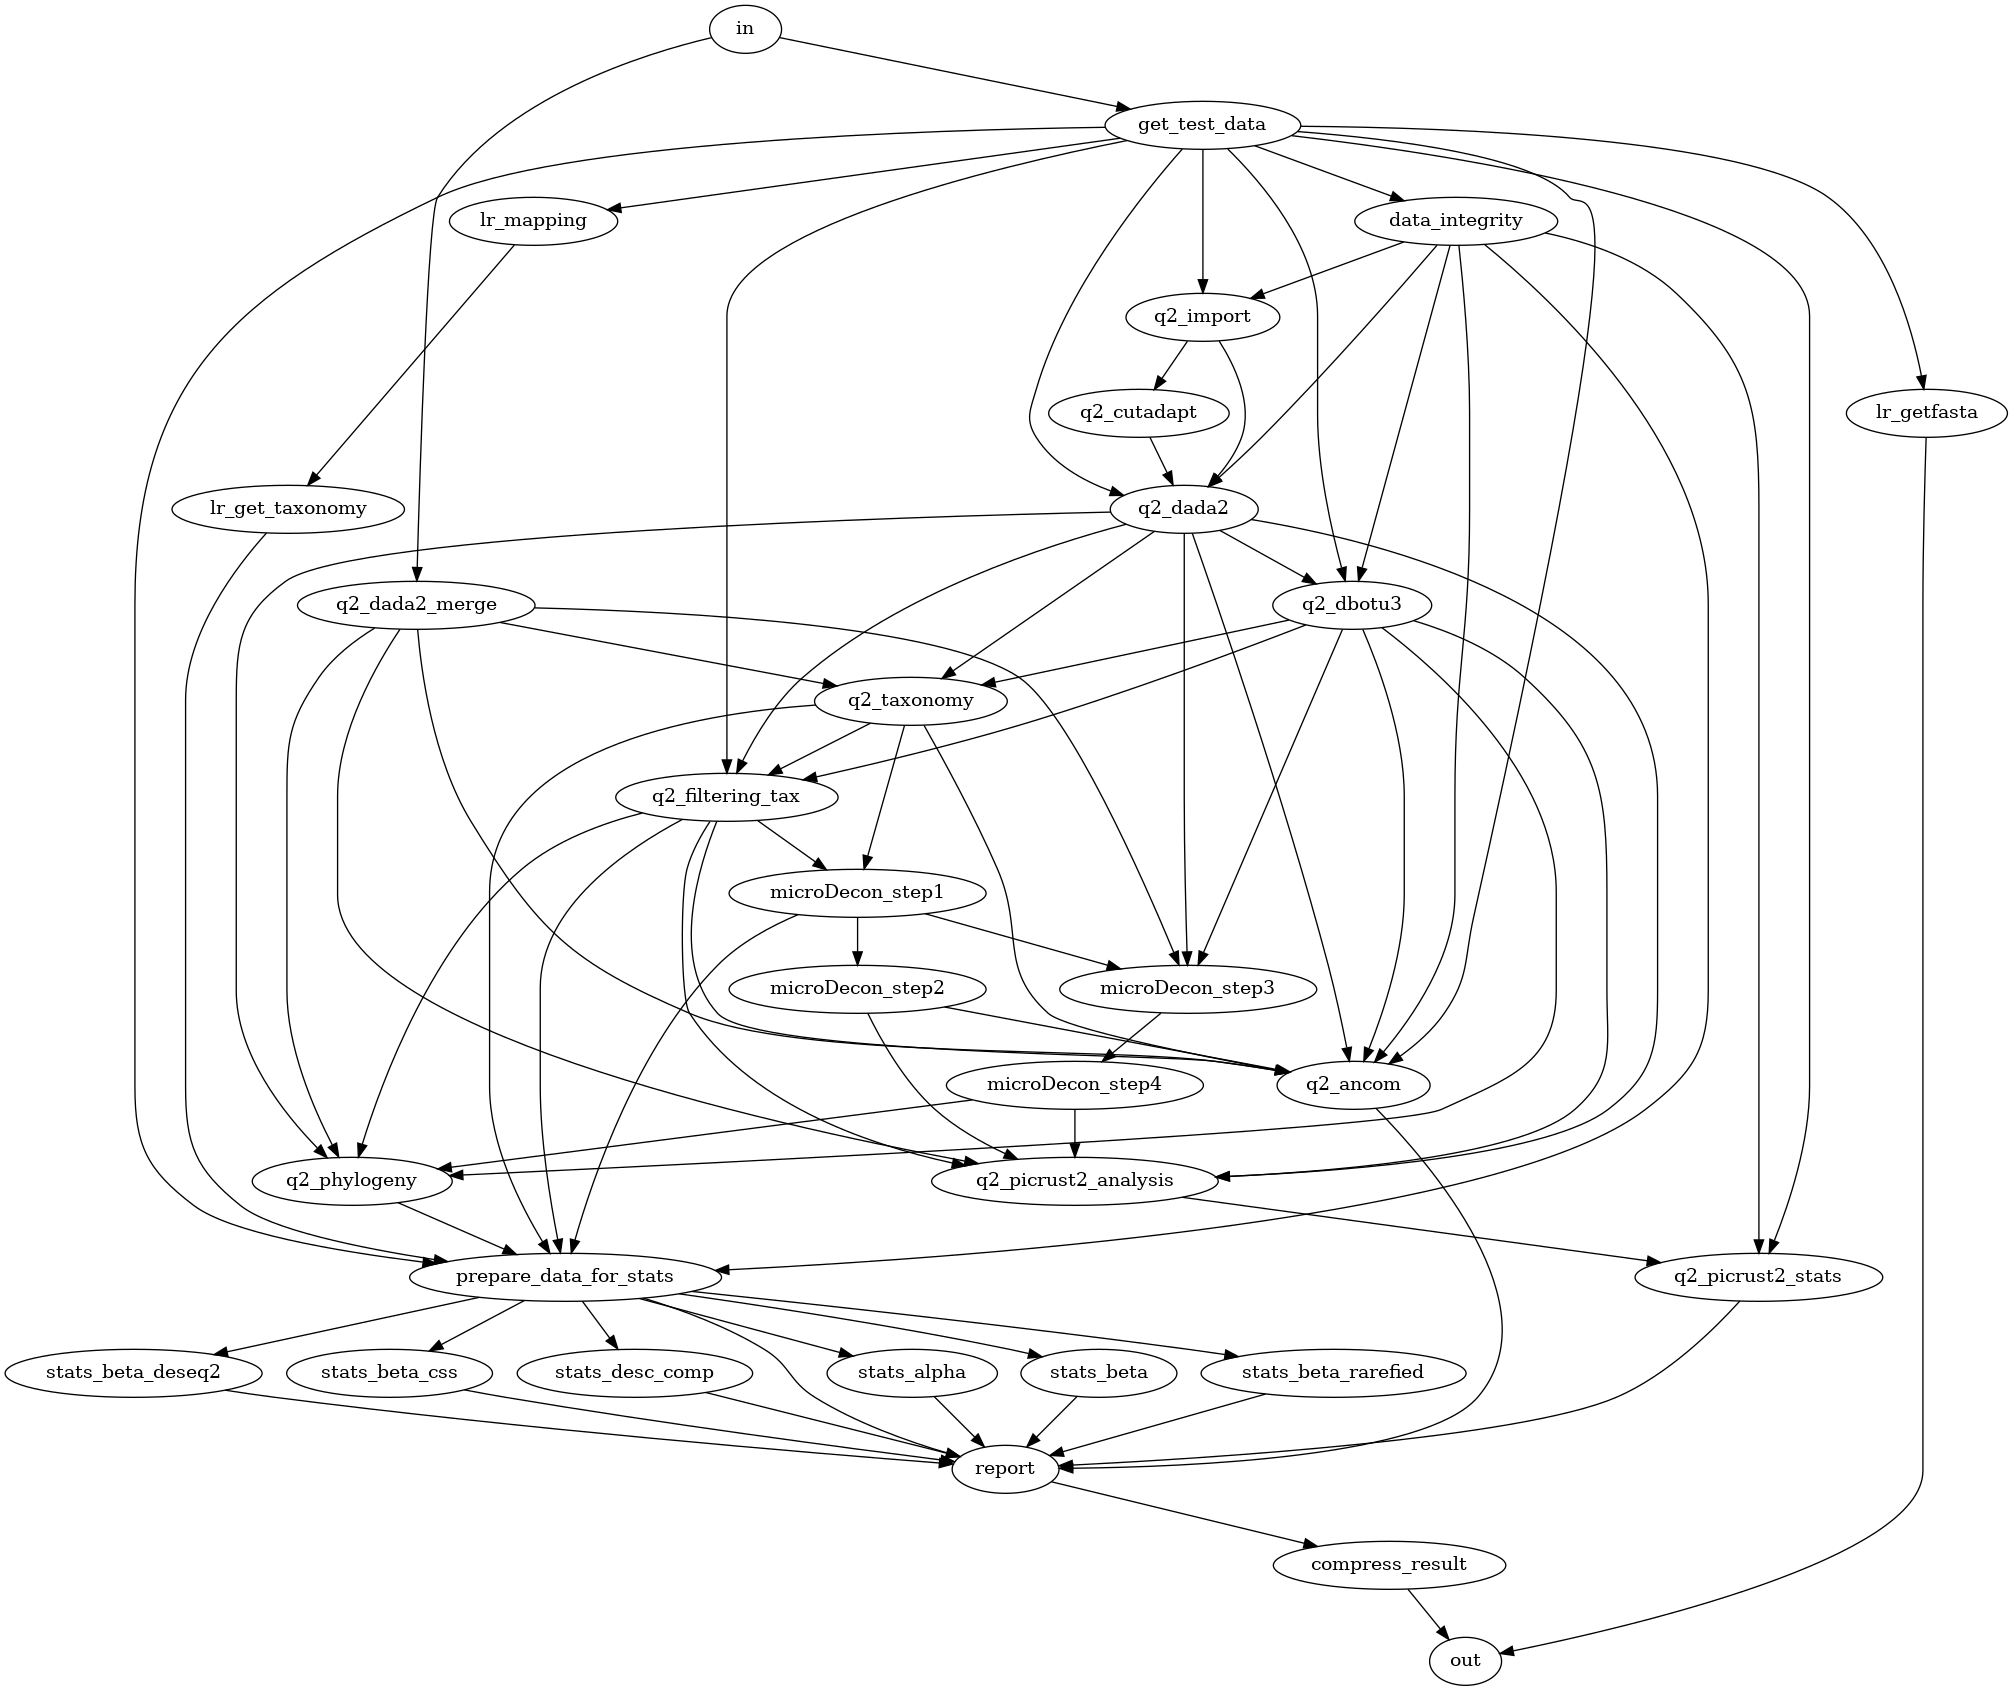 in
get_test_data
lr_mapping
data_integrity
q2_import
q2_cutadapt
lr_getfasta
lr_get_taxonomy
q2_dada2
q2_dada2_merge
q2_dbotu3
q2_taxonomy
q2_filtering_tax
microDecon_step1
microDecon_step2
microDecon_step3
microDecon_step4
q2_ancom
q2_phylogeny
q2_picrust2_analysis
prepare_data_for_stats
q2_picrust2_stats
stats_beta_deseq2
stats_beta_css
stats_desc_comp
stats_alpha
stats_beta
stats_beta_rarefied
report
compress_result
out